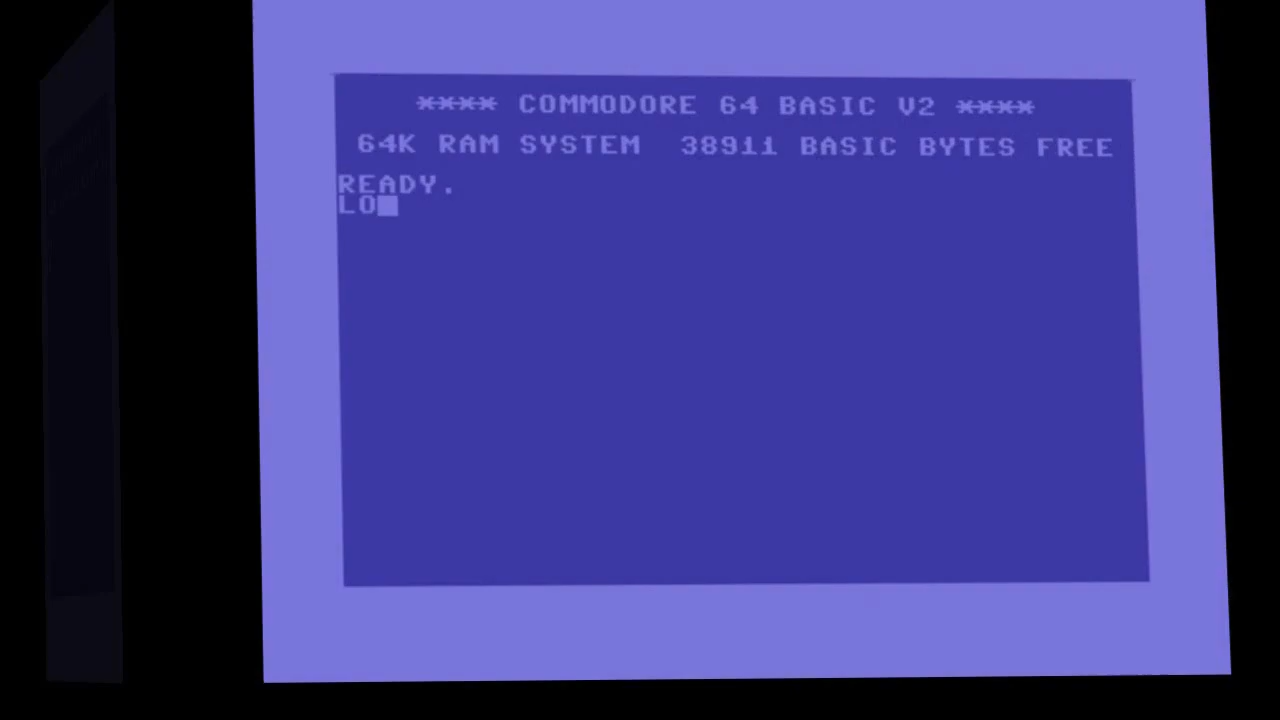 **** COMMODORE 64 BASIC V2 ****
64K RAM SYSTEM  38911 BASIC BYTES FREE
READY.
LO